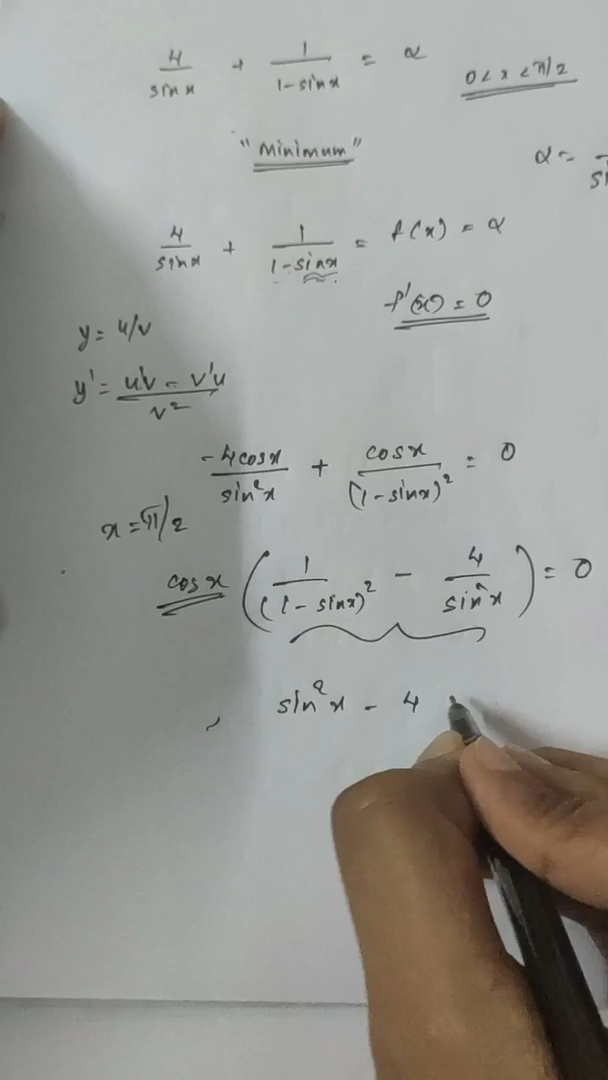 4/sin x + 1/(1-sin x) = α 0 < x < π/2
"Minimum" α =
4/sin x + 1/(1-sin x) = f(x) = α
f'(x) = 0
y = u/v
y' = (u'v - v'u)/v²
-4cos x/sin²x + cos x/(1-sin x)² = 0
x = π/2
cos x (1/(1-sin x)² - 4/sin²x) = 0
sin²x - 4